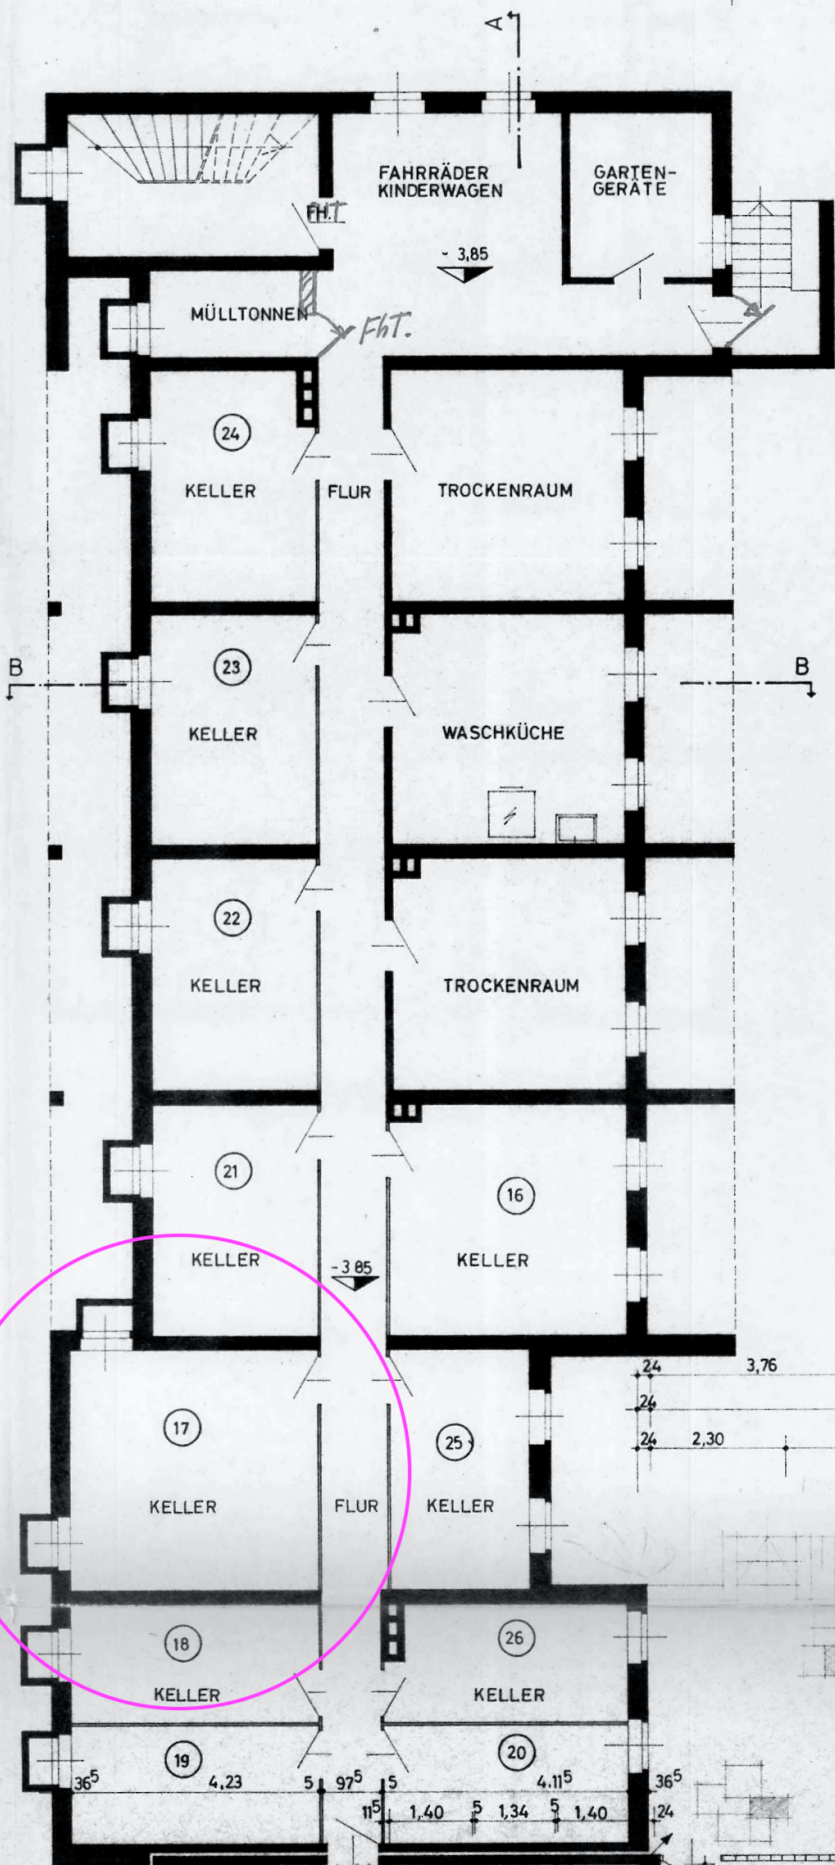 A
FAHRRÄDER
KINDERWAGEN
GARTEN-
GERÄTE
FH.T
- 3,85
MÜLLTONNEN
FhT.
24
KELLER
FLUR
TROCKENRAUM
B
23
B
KELLER
WASCHKÜCHE
22
KELLER
TROCKENRAUM
21
16
KELLER
KELLER
- 3 85
24
3,76
24
17
25
24
2,30
KELLER
FLUR
KELLER
18
26
KELLER
KELLER
19
20
36⁵
4,23
5
97⁵
5
4.11⁵
36⁵
11⁵
1,40
5
1,34
5
1,40
24